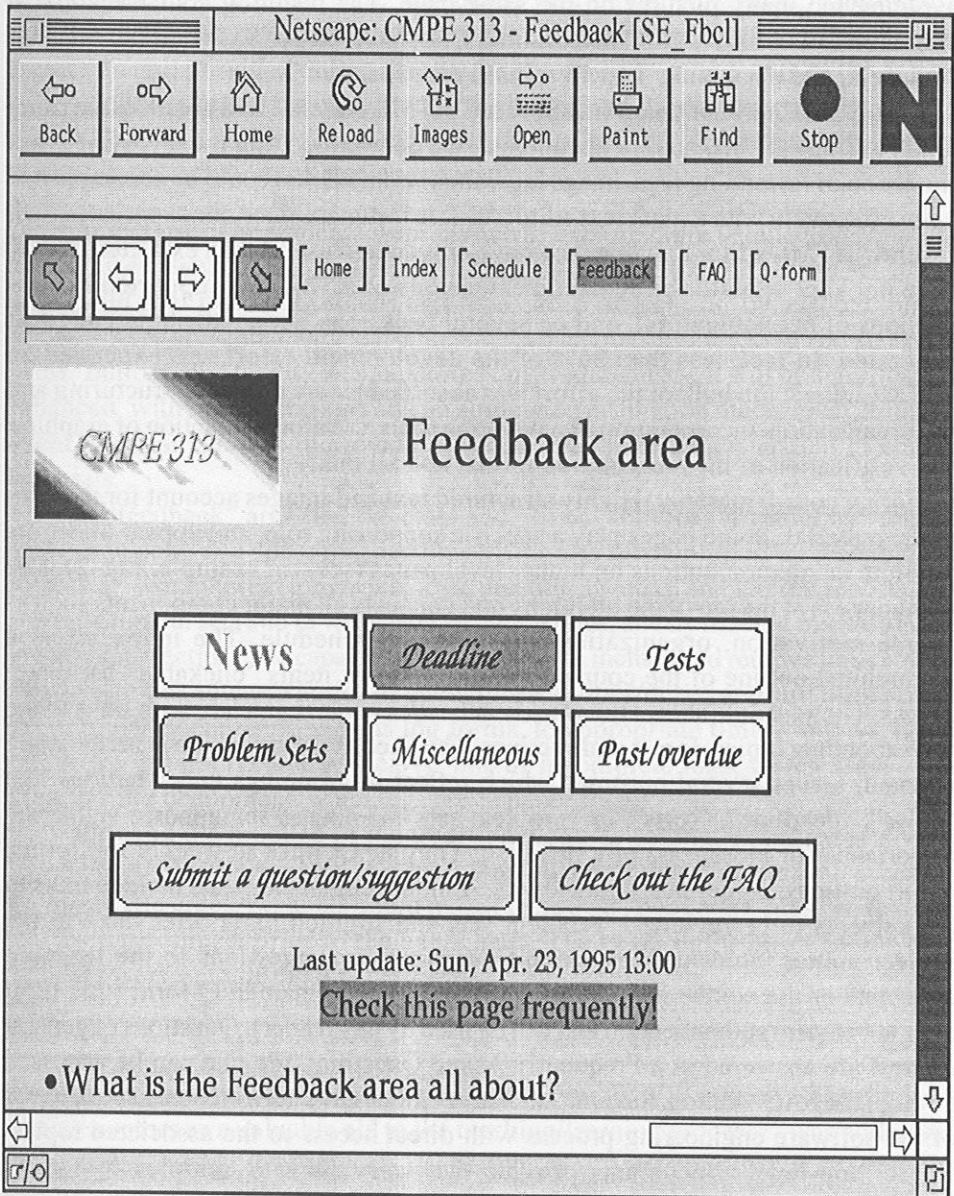 Netscape: CMPE 313 - Feedback [SE_Fbcl]
Back Forward Home Reload Images Open Paint Find Stop N
[ Home ] [ Index ] [ Schedule ] [ Feedback ] [ FAQ ] [ Q·form ]
CMPE 313 Feedback area
News Deadline Tests
Problem Sets Miscellaneous Past/overdue
Submit a question/suggestion Check out the FAQ
Last update: Sun, Apr. 23, 1995 13:00
Check this page frequently!
•What is the Feedback area all about?